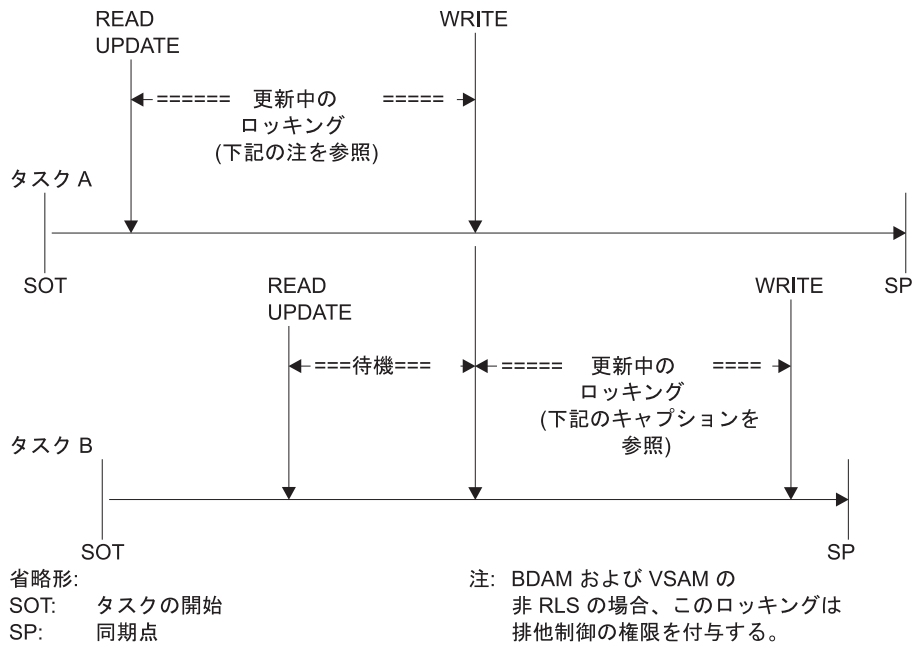 READ
UPDATE
WRITE
====== 更新中の =====
ロッキング
(下記の注を参照)
タスク A
SOT
SP
READ
UPDATE
WRITE
===待機===
===== 更新中の ====
ロッキング
(下記のキャプションを
参照)
タスク B
SOT
SP
省略形:
SOT: タスクの開始
SP: 同期点
注: BDAM および VSAM の
非 RLS の場合、このロッキングは
排他制御の権限を付与する。